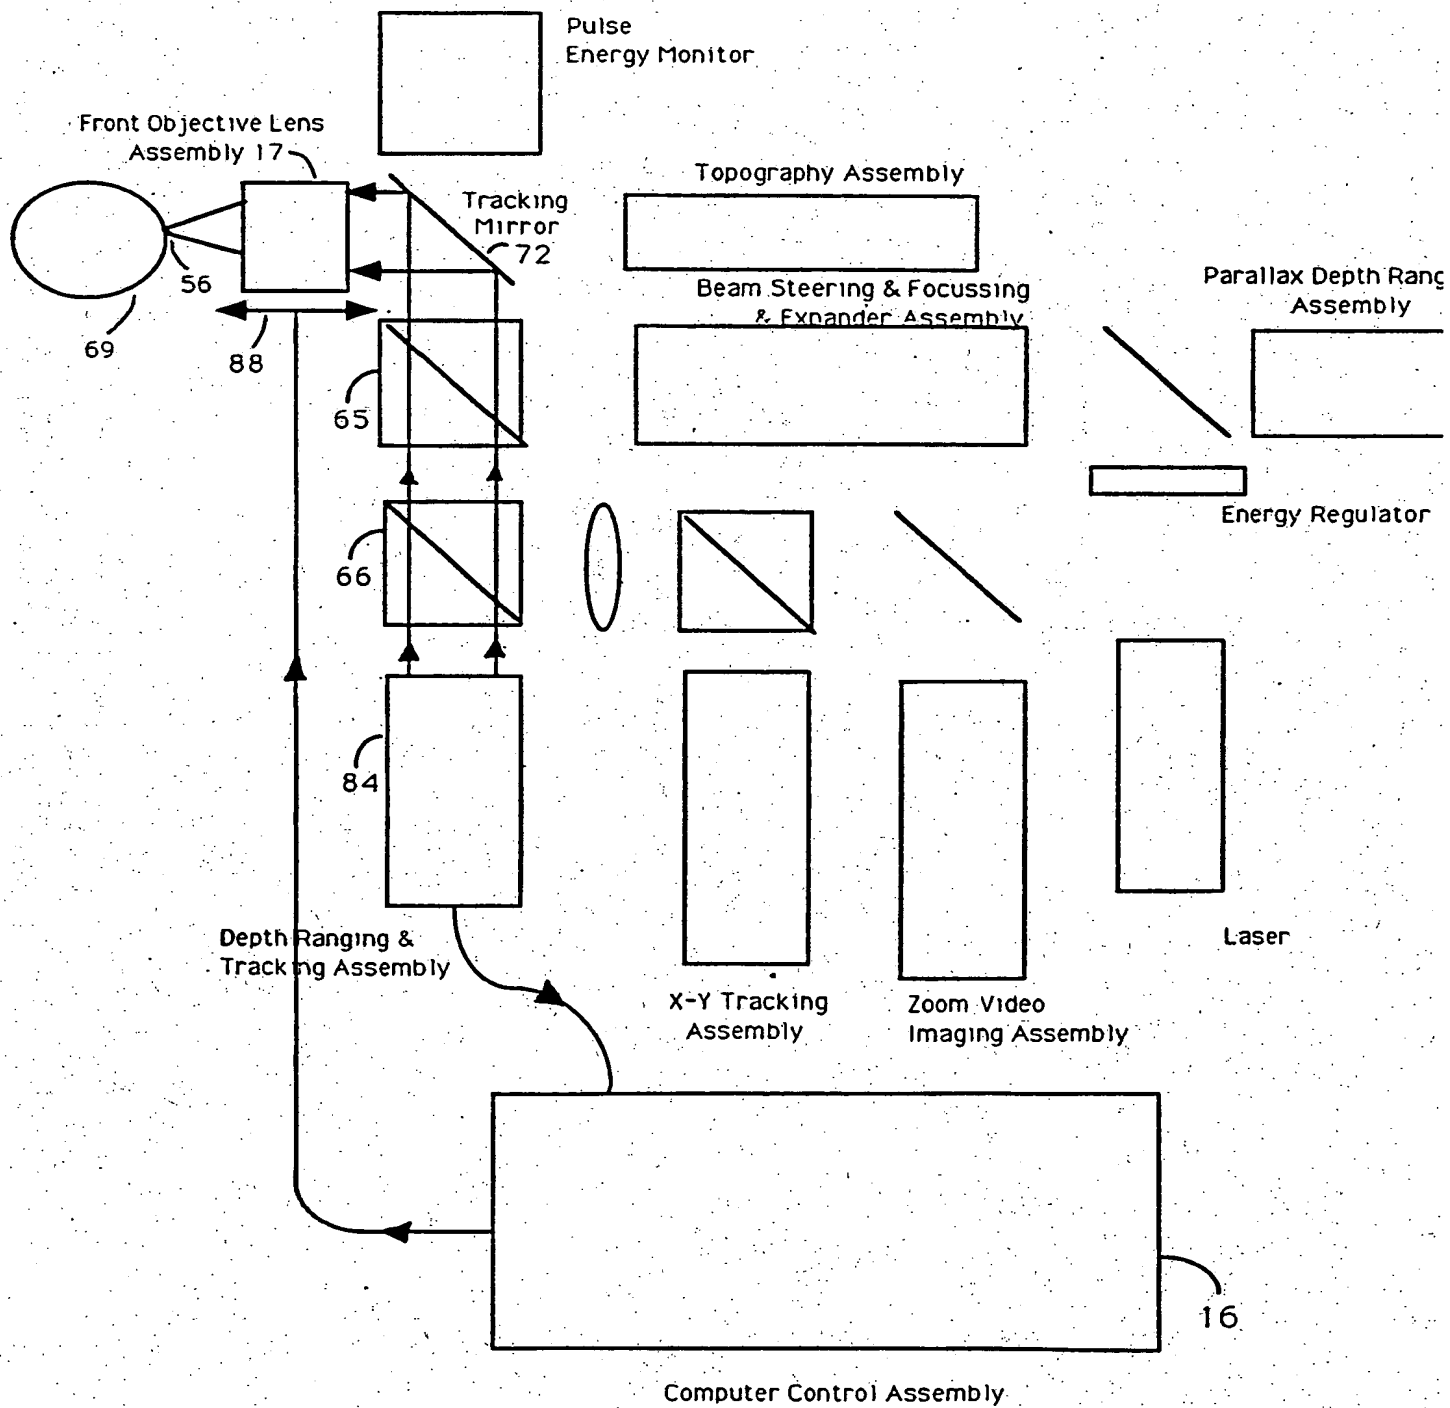 Pulse
Energy Monitor
Front Objective Lens
Assembly 17
Topography Assembly
Tracking
Mirror
72
56
Beam Steering & Focussing
& Expander Assembly
Parallax Depth Rang
Assembly
69
88
65
Energy Regulator
66
84
Depth Ranging &
Tracking Assembly
Laser
X-Y Tracking
Assembly
Zoom Video
Imaging Assembly
16
Computer Control Assembly